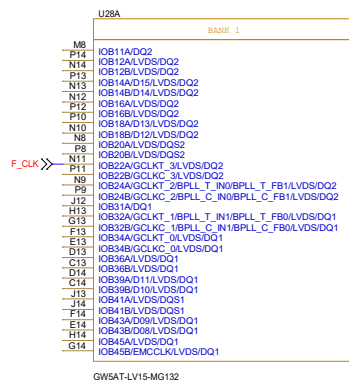 U28A
BANK 1
M8 IOB11A/DQ2
P14 IOB12A/LVDS/DQ2
N14 IOB12B/LVDS/DQ2
P13 IOB14A/D15/LVDS/DQ2
N13 IOB14B/D14/LVDS/DQ2
N12 IOB16A/LVDS/DQ2
P12 IOB16B/LVDS/DQ2
P10 IOB18A/D13/LVDS/DQ2
N10 IOB18B/D12/LVDS/DQ2
N8 IOB20A/LVDS/DQS2
P8 IOB20B/LVDS/DQS2
F_CLK N11 IOB22A/GCLKT_3/LVDS/DQ2
P11 IOB22B/GCLKC_3/LVDS/DQ2
N9 IOB24A/GCLKT_2/BPLL_T_IN0/BPLL_T_FB1/LVDS/DQ2
P9 IOB24B/GCLKC_2/BPLL_C_IN0/BPLL_C_FB1/LVDS/DQ2
J12 IOB31A/DQ1
H13 IOB32A/GCLKT_1/BPLL_T_IN1/BPLL_T_FB0/LVDS/DQ1
G13 IOB32B/GCLKC_1/BPLL_C_IN1/BPLL_C_FB0/LVDS/DQ1
F13 IOB34A/GCLKT_0/LVDS/DQ1
E13 IOB34B/GCLKC_0/LVDS/DQ1
D13 IOB36A/LVDS/DQ1
C13 IOB36B/LVDS/DQ1
D14 IOB39A/D11/LVDS/DQ1
C14 IOB39B/D10/LVDS/DQ1
J13 IOB41A/LVDS/DQS1
J14 IOB41B/LVDS/DQS1
F14 IOB43A/D09/LVDS/DQ1
E14 IOB43B/D08/LVDS/DQ1
H14 IOB45A/LVDS/DQ1
G14 IOB45B/EMCCLK/LVDS/DQ1
GW5AT-LV15-MG132